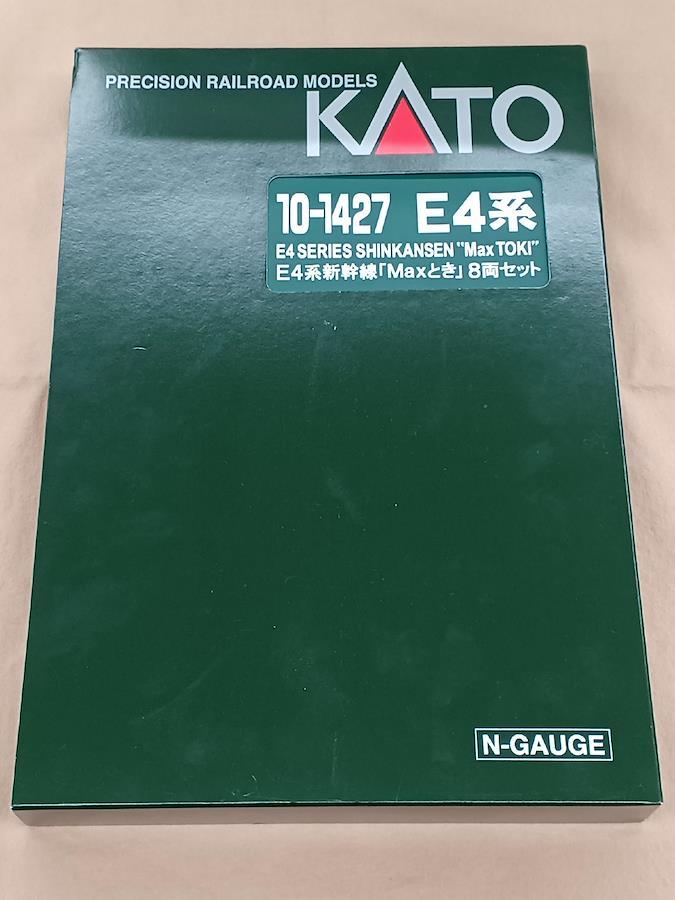 PRECISION RAILROAD MODELS
KATO
10-1427 E4系
E4 SERIES SHINKANSEN "Max TOKI"
E4系新幹線「Maxとき」8両セット
N-GAUGE